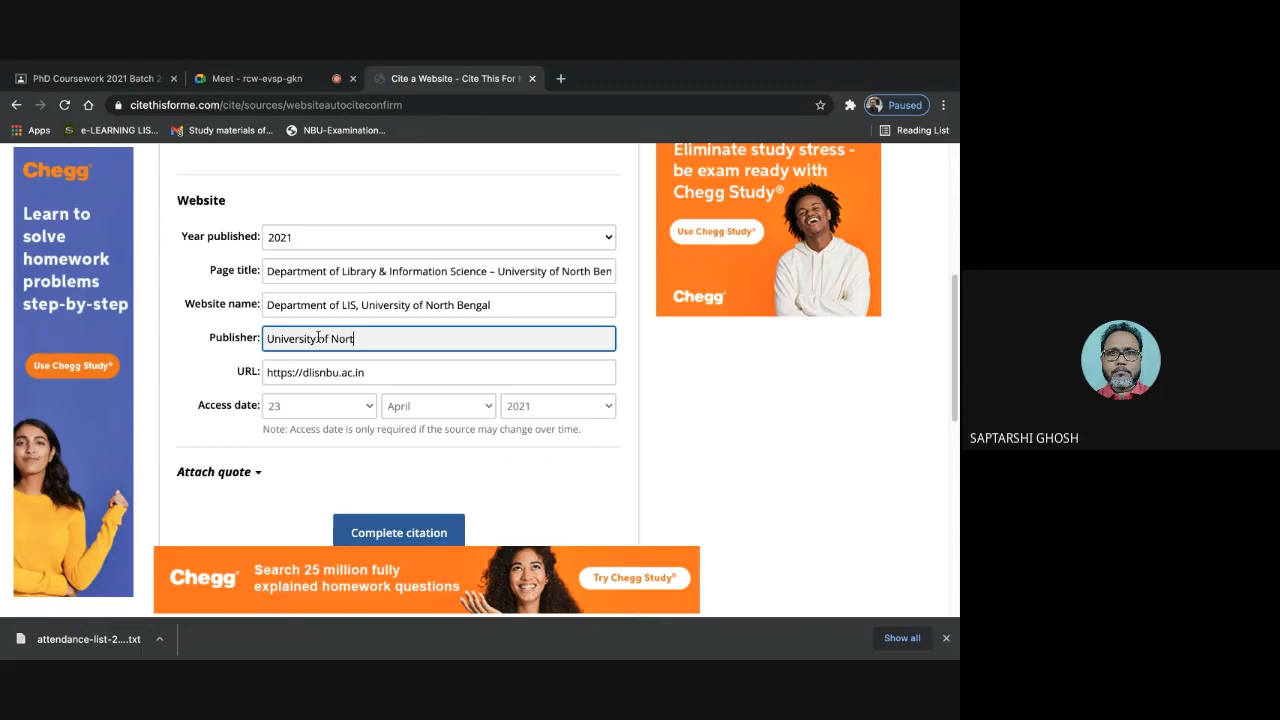 PhD Coursework 2021 Batch 2
Meet - rcw-evsp-gkn
Cite a Website - Cite This For
citethisforme.com/cite/sources/websiteautociteconfirm
Paused
Apps
e-LEARNING LIS...
Study materials of...
NBU-Examination...
Reading List
Chegg
Learn to
solve
homework
problems
step-by-step
Use Chegg Study®
Website
Year published: 2021
Page title: Department of Library & Information Science – University of North Ben
Website name: Department of LIS, University of North Bengal
Publisher: University of Nort
URL: https://dlisnbu.ac.in
Access date: 23 April 2021
Note: Access date is only required if the source may change over time.
Attach quote
Complete citation
Eliminate study stress -
be exam ready with
Chegg Study®
Use Chegg Study®
Chegg
Chegg
Search 25 million fully
explained homework questions
Try Chegg Study®
attendance-list-2....txt
Show all
SAPTARSHI GHOSH